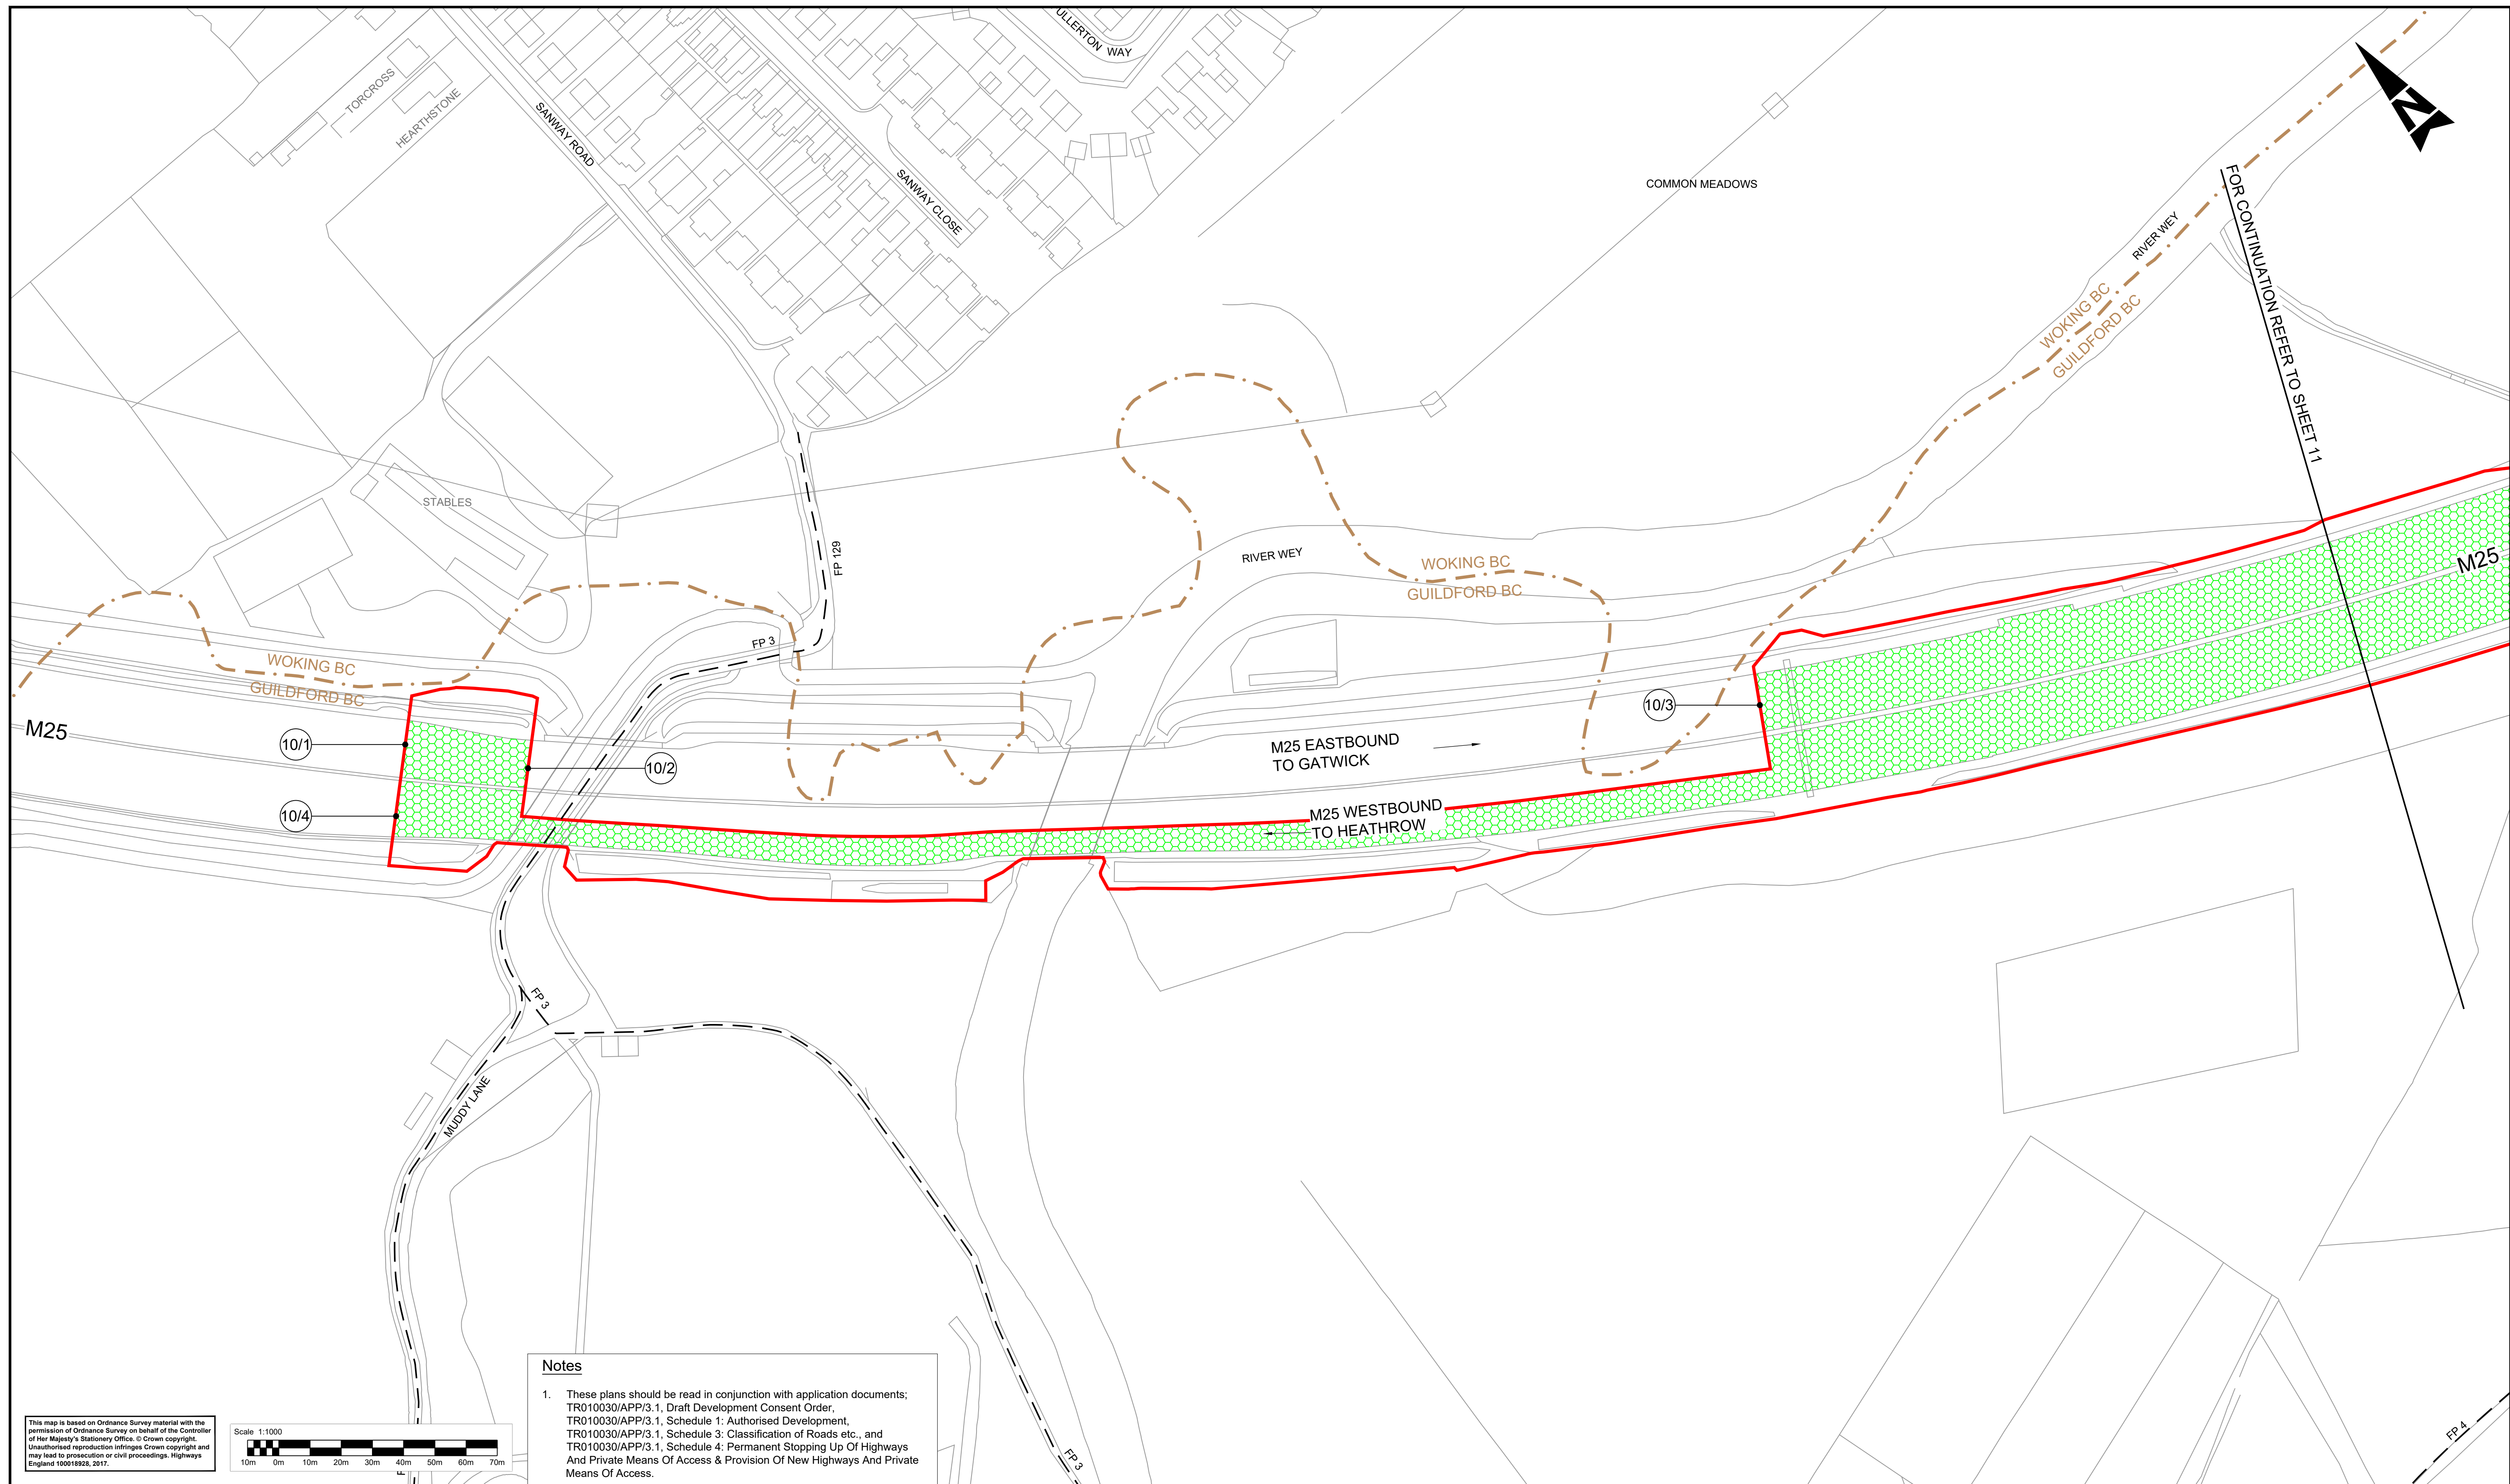 ULLERTON WAY
TORCROSS
HEARTHSTONE
SANWAY ROAD
SANWAY CLOSE
COMMON MEADOWS
N
FOR CONTINUATION REFER TO SHEET 11
RIVER WEY
WOKING BC
GUILDFORD BC
STABLES
FP 129
RIVER WEY
WOKING BC
GUILDFORD BC
FP 3
WOKING BC
GUILDFORD BC
M25
M25
10/1
10/2
10/3
10/4
M25 EASTBOUND
TO GATWICK
M25 WESTBOUND
TO HEATHROW
FP 3
MUDDY LANE
FP 3
FP 4
Notes
1. These plans should be read in conjunction with application documents;
TR010030/APP/3.1, Draft Development Consent Order,
TR010030/APP/3.1, Schedule 1: Authorised Development,
TR010030/APP/3.1, Schedule 3: Classification of Roads etc., and
TR010030/APP/3.1, Schedule 4: Permanent Stopping Up Of Highways
And Private Means Of Access & Provision Of New Highways And Private
Means Of Access.
This map is based on Ordnance Survey material with the
permission of Ordnance Survey on behalf of the Controller
of Her Majesty's Stationery Office. © Crown copyright.
Unauthorised reproduction infringes Crown copyright and
may lead to prosecution or civil proceedings. Highways
England 100018928, 2017.
Scale 1:1000
10m 0m 10m 20m 30m 40m 50m 60m 70m